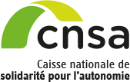 cnsa
Caisse nationale de
solidarité pour l'autonomie